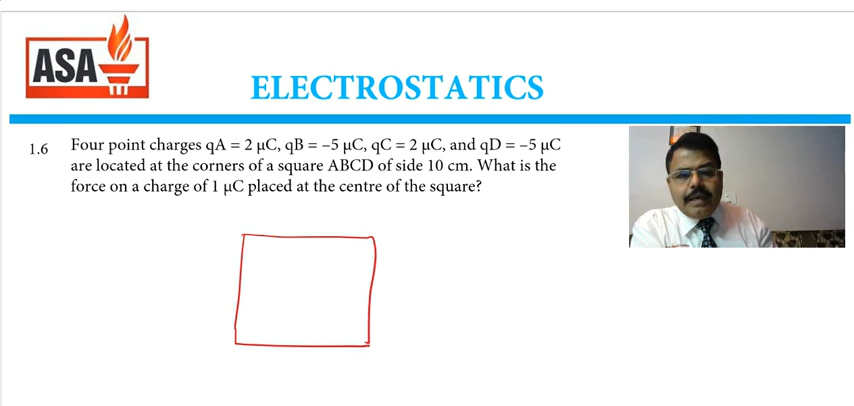 ASA
ELECTROSTATICS
1.6 Four point charges qA = 2 μC, qB = –5 μC, qC = 2 μC, and qD = –5 μC
are located at the corners of a square ABCD of side 10 cm. What is the
force on a charge of 1 μC placed at the centre of the square?